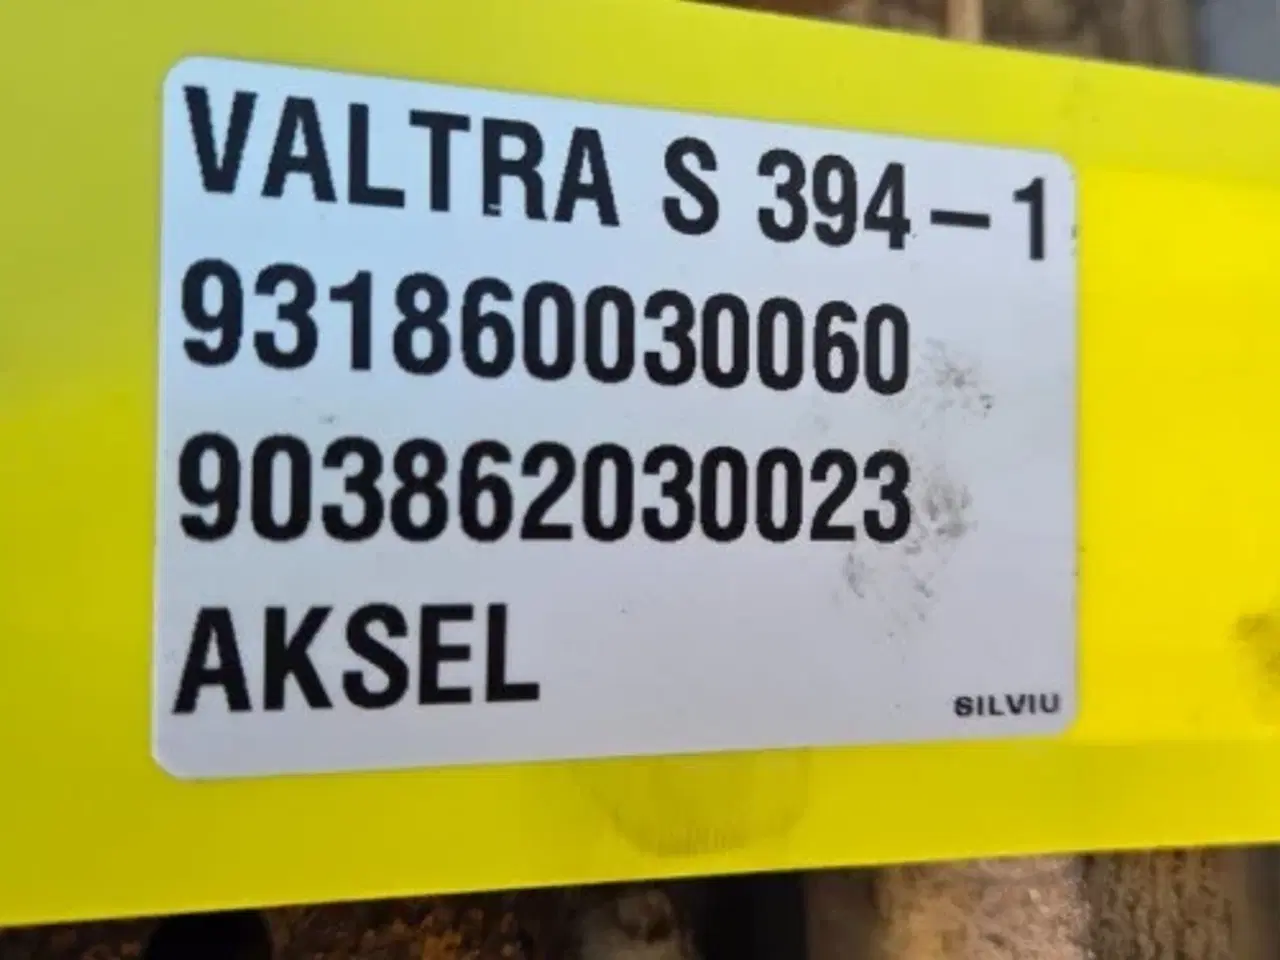 VALTRA S 394-1
931860030060
903862030023
AKSEL
SILVIU